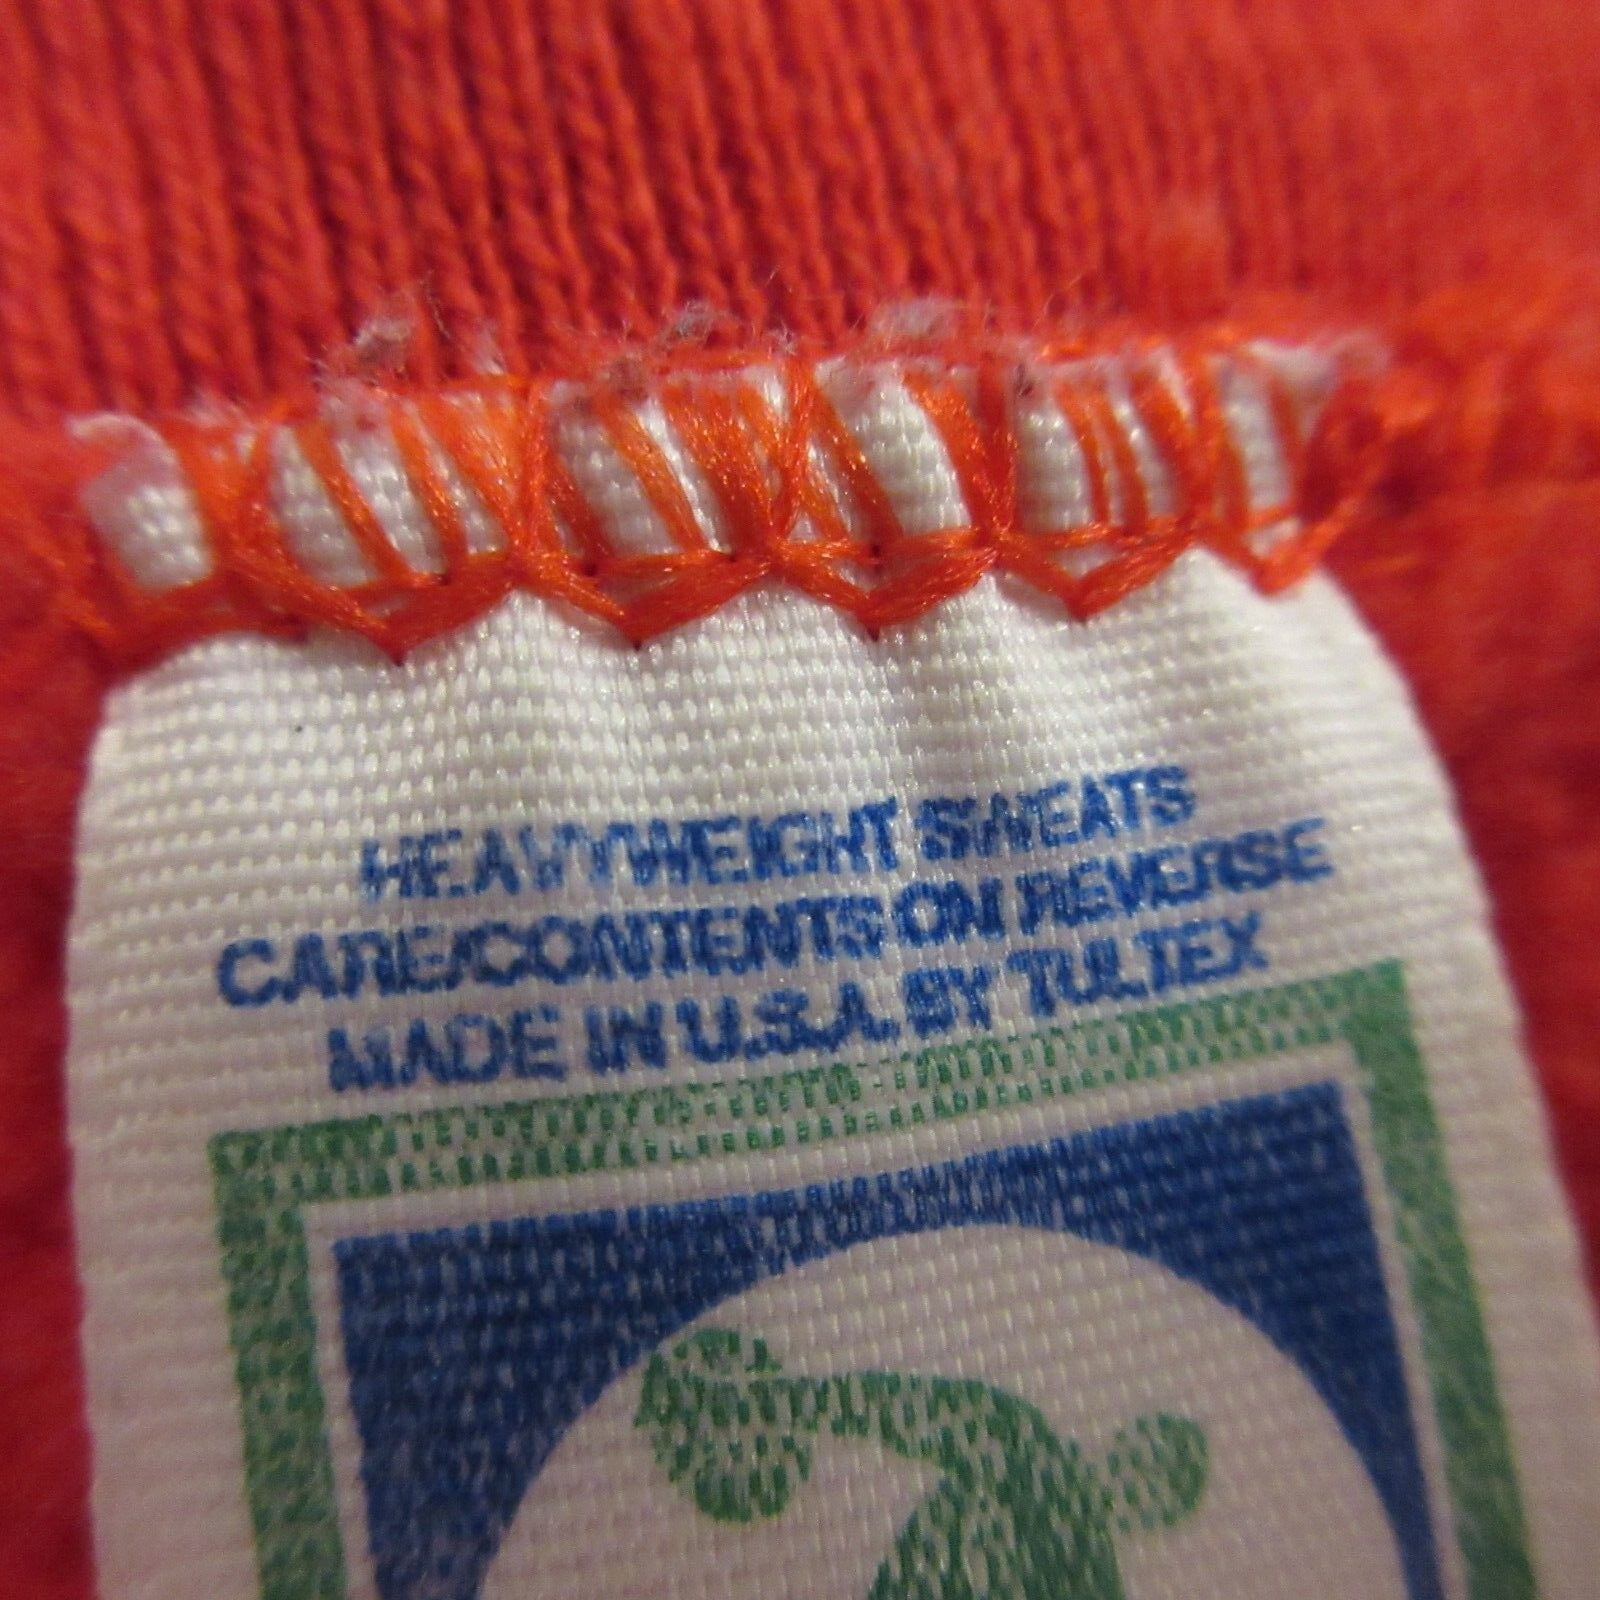 HEAVYWEIGHT SWEATS
CARE/CONTENTS ON REVERSE
MADE IN U.S.A. BY TULTEX